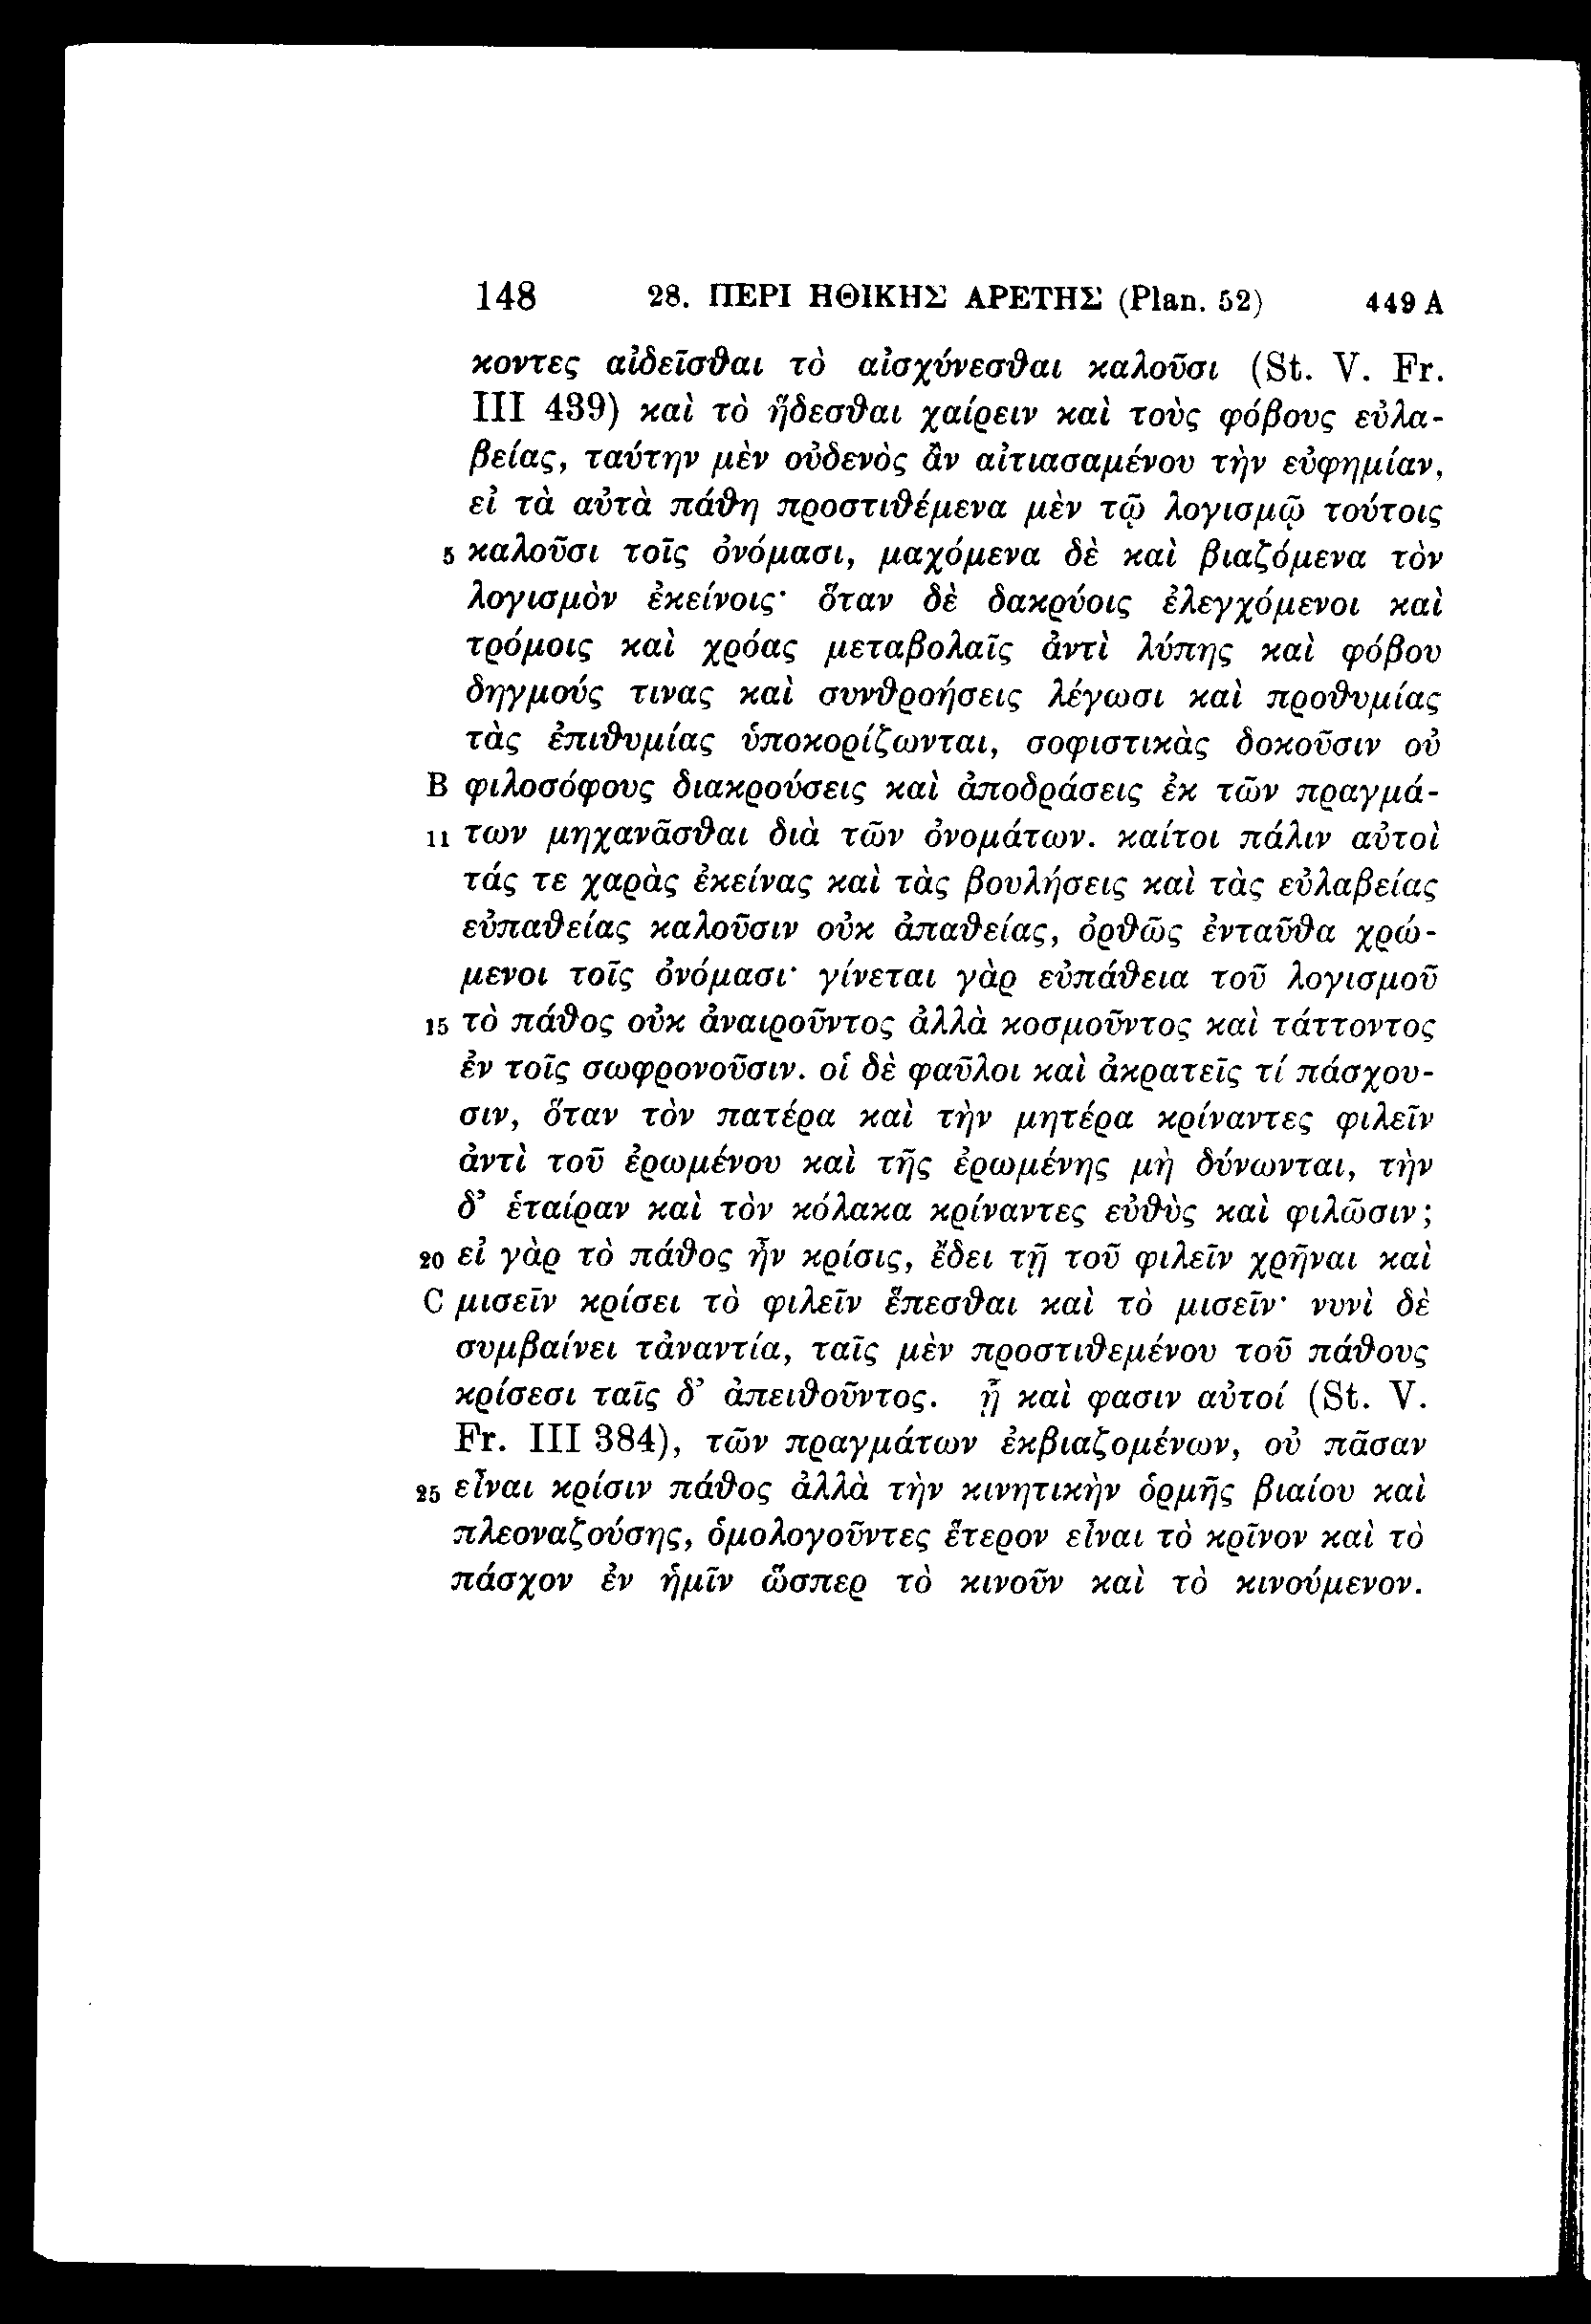 148 28. ΠΕΡΙ ΗΘΙΚΗΣ ΑΡΕΤΗΣ (Plan. 52) 449 A
κοντες αἰδεῖσθαι τὸ αἰσχύνεσθαι καλοῦσι (St. V. Fr.
III 439) καὶ τὸ ἥδεσθαι χαίρειν καὶ τοὺς φόβους εὐλα-
βείας, ταύτην μὲν οὐδενὸς ἂν αἰτιασαμένου τὴν εὐφημίαν,
εἰ τὰ αὐτὰ πάθη προστιθέμενα μὲν τῷ λογισμῷ τούτοις
5 καλοῦσι τοῖς ὀνόμασι, μαχόμενα δὲ καὶ βιαζόμενα τὸν
λογισμὸν ἐκείνοις· ὅταν δὲ δακρύοις ἐλεγχόμενοι καὶ
τρόμοις καὶ χρόας μεταβολαῖς ἀντὶ λύπης καὶ φόβου
δηγμούς τινας καὶ συνθροήσεις λέγωσι καὶ προθυμίας
τὰς ἐπιθυμίας ὑποκορίζωνται, σοφιστικὰς δοκοῦσιν οὐ
B φιλοσόφους διακρούσεις καὶ ἀποδράσεις ἐκ τῶν πραγμά-
11 των μηχανᾶσθαι διὰ τῶν ὀνομάτων. καίτοι πάλιν αὐτοὶ
τάς τε χαρὰς ἐκείνας καὶ τὰς βουλήσεις καὶ τὰς εὐλαβείας
εὐπαθείας καλοῦσιν οὐκ ἀπαθείας, ὀρθῶς ἐνταῦθα χρώ-
μενοι τοῖς ὀνόμασι· γίνεται γὰρ εὐπάθεια τοῦ λογισμοῦ
15 τὸ πάθος οὐκ ἀναιροῦντος ἀλλὰ κοσμοῦντος καὶ τάττοντος
ἐν τοῖς σωφρονοῦσιν. οἱ δὲ φαῦλοι καὶ ἀκρατεῖς τί πάσχου-
σιν, ὅταν τὸν πατέρα καὶ τὴν μητέρα κρίναντες φιλεῖν
ἀντὶ τοῦ ἐρωμένου καὶ τῆς ἐρωμένης μὴ δύνωνται, τὴν
δ’ ἑταίραν καὶ τὸν κόλακα κρίναντες εὐθὺς καὶ φιλῶσιν;
20 εἰ γὰρ τὸ πάθος ἦν κρίσις, ἔδει τῇ τοῦ φιλεῖν χρῆναι καὶ
C μισεῖν κρίσει τὸ φιλεῖν ἕπεσθαι καὶ τὸ μισεῖν· νυνὶ δὲ
συμβαίνει τἀναντία, ταῖς μὲν προστιθεμένου τοῦ πάθους
κρίσεσι ταῖς δ’ ἀπειθοῦντος. ᾗ καὶ φασιν αὐτοί (St. V.
Fr. III 384), τῶν πραγμάτων ἐκβιαζομένων, οὐ πᾶσαν
25 εἶναι κρίσιν πάθος ἀλλὰ τὴν κινητικὴν ὁρμῆς βιαίου καὶ
πλεοναζούσης, ὁμολογοῦντες ἕτερον εἶναι τὸ κρῖνον καὶ τὸ
πάσχον ἐν ἡμῖν ὥσπερ τὸ κινοῦν καὶ τὸ κινούμενον.